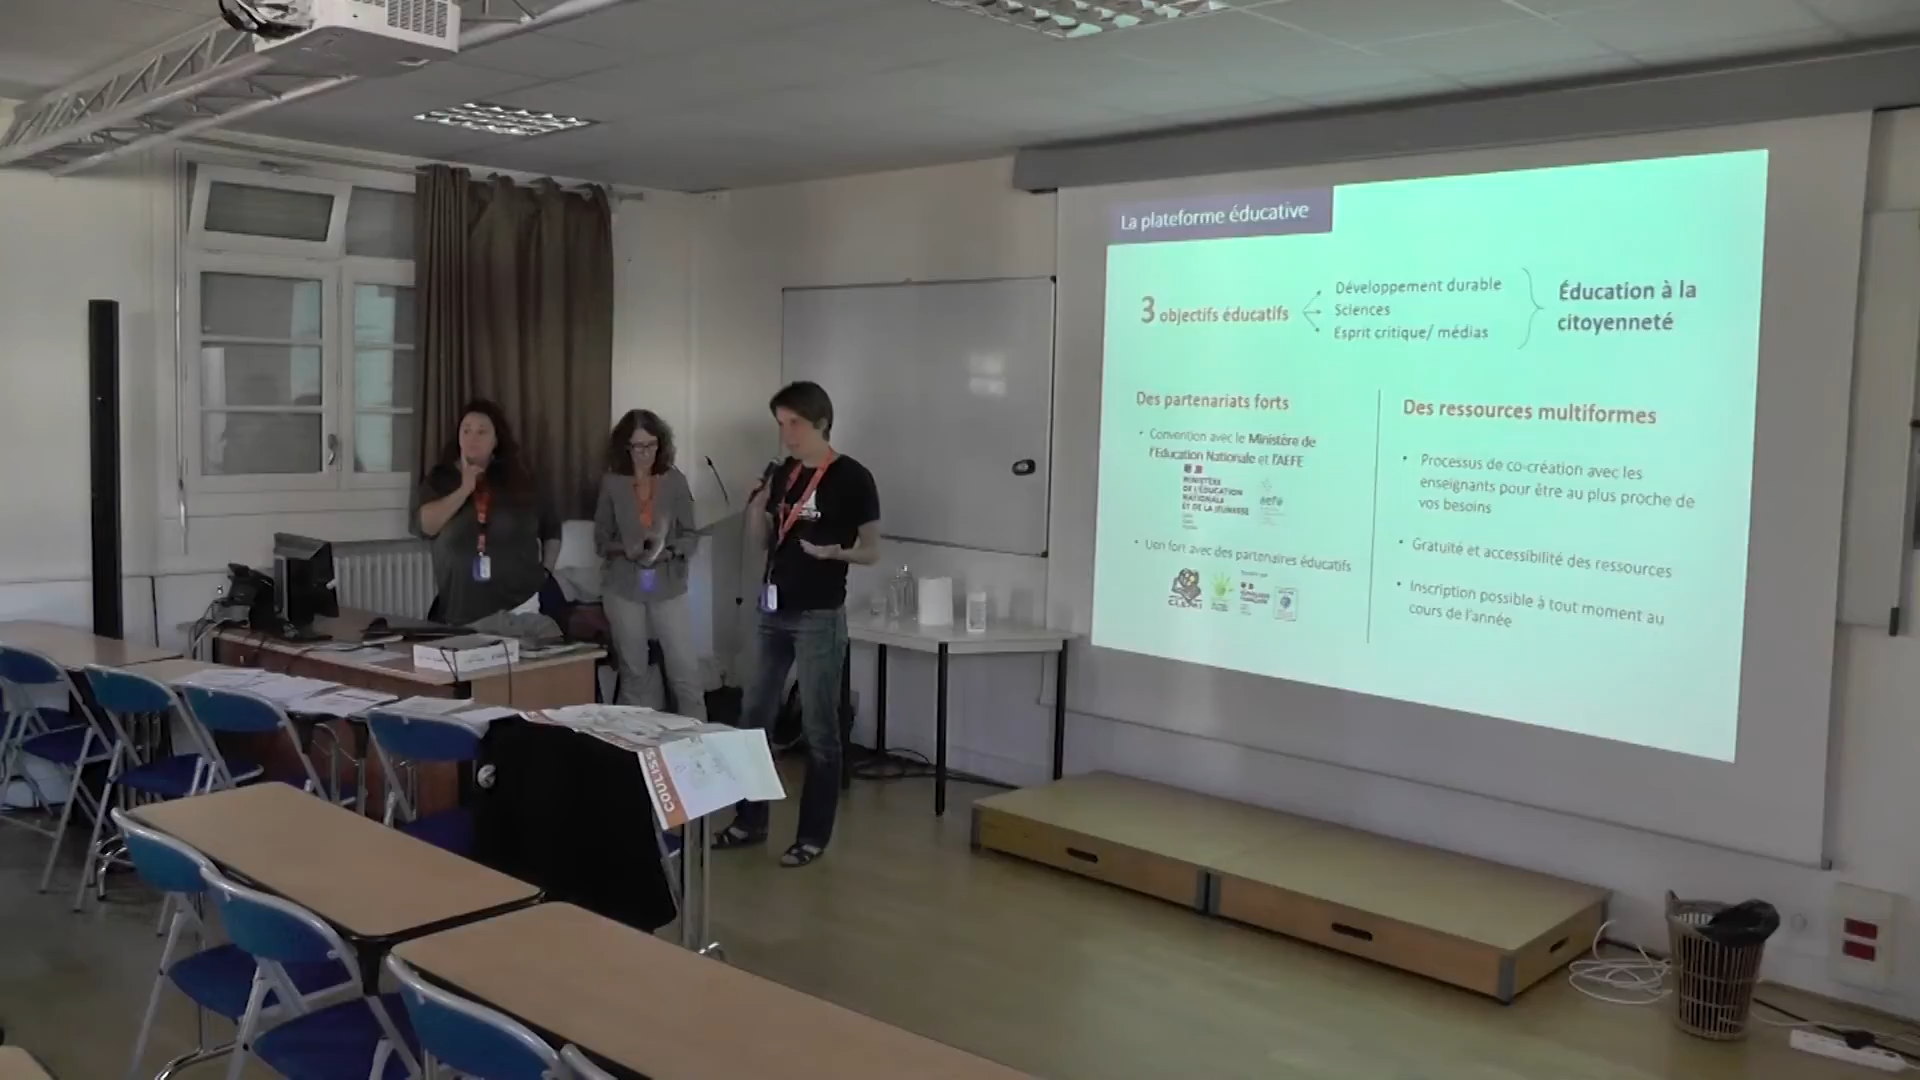 La plateforme éducative
3 objectifs éducatifs
Développement durable
Sciences
Esprit critique/ médias
Éducation à la
citoyenneté
Des partenariats forts
• Convention avec le Ministère de
l'Education Nationale et l'AEFE
MINISTÈRE
DE L'ÉDUCATION
NATIONALE
ET DE LA JEUNESSE
aefe
• Lien fort avec des partenaires éducatifs
CLEMI
Des ressources multiformes
• Processus de co-création avec les
enseignants pour être au plus proche de
vos besoins
• Gratuité et accessibilité des ressources
• Inscription possible à tout moment au
cours de l'année
COULISS